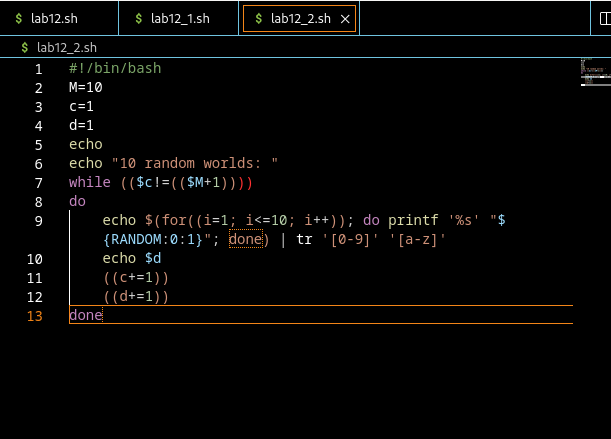 $ lab12.sh $ lab12_1.sh $ lab12_2.sh ×
$ lab12_2.sh
1 #!/bin/bash
2 M=10
3 c=1
4 d=1
5 echo
6 echo "10 random worlds: "
7 while (($c!=(($M+1))))
8 do
9 echo $(for((i=1; i<=10; i++)); do printf '%s' "$
{RANDOM:0:1}"; done) | tr '[0-9]' '[a-z]'
10 echo $d
11 ((c+=1))
12 ((d+=1))
13 done